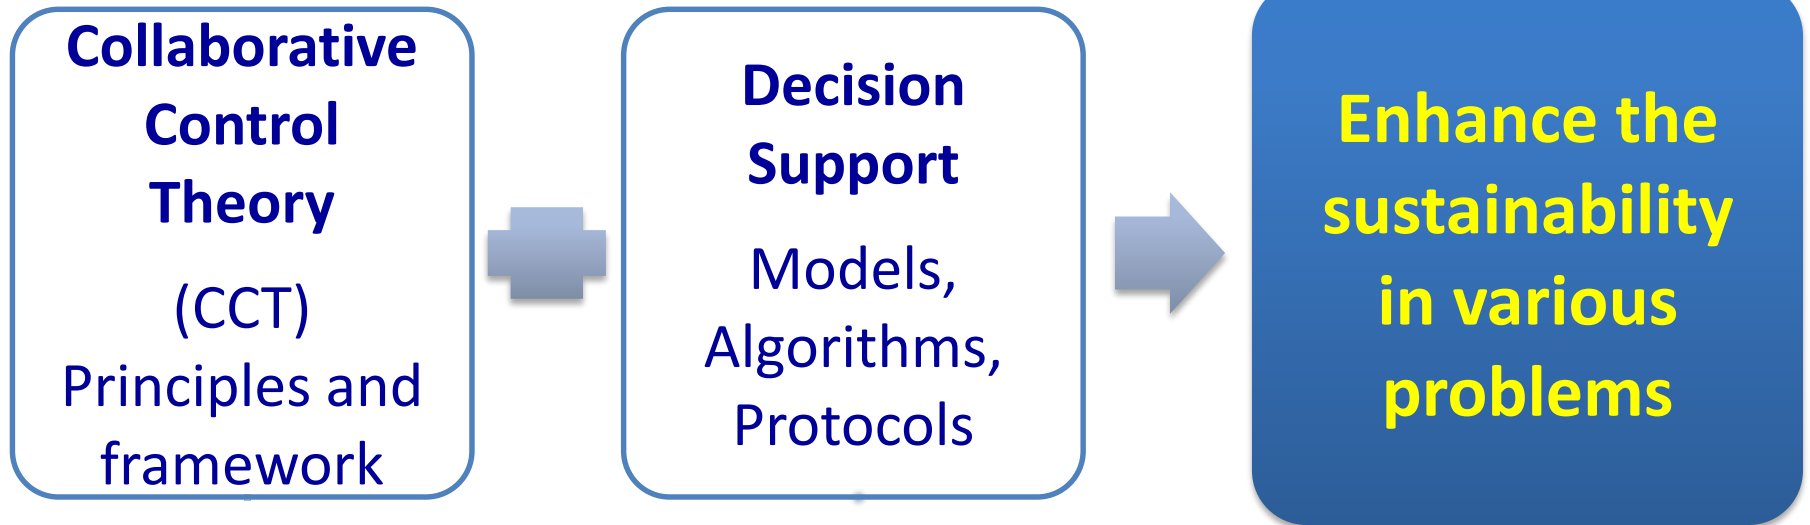 Collaborative
Control
Theory
(CCT)
Principles and
framework
Decision
Support
Models,
Algorithms,
Protocols
Enhance the
sustainability
in various
problems